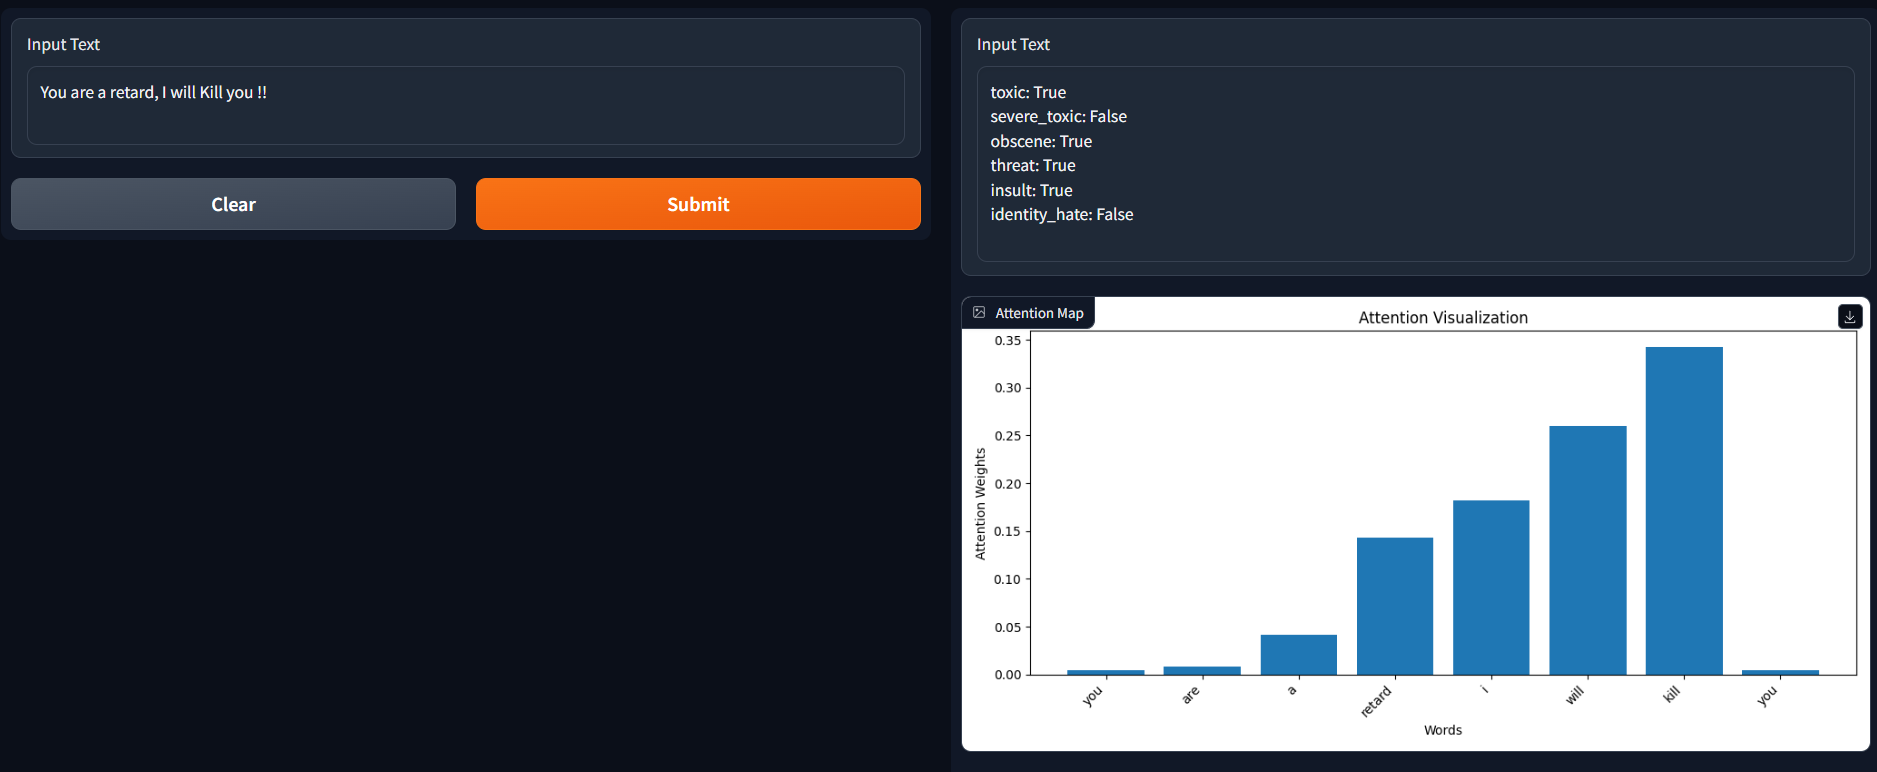 Input Text
You are a retard, I will Kill you !!
Clear
Submit
Input Text
toxic: True
severe_toxic: False
obscene: True
threat: True
insult: True
identity_hate: False
Attention Map
Attention Visualization
0.35
0.30
0.25
0.20
0.15
0.10
0.05
0.00
Attention Weights
you
are
a
retard
i
will
kill
you
Words